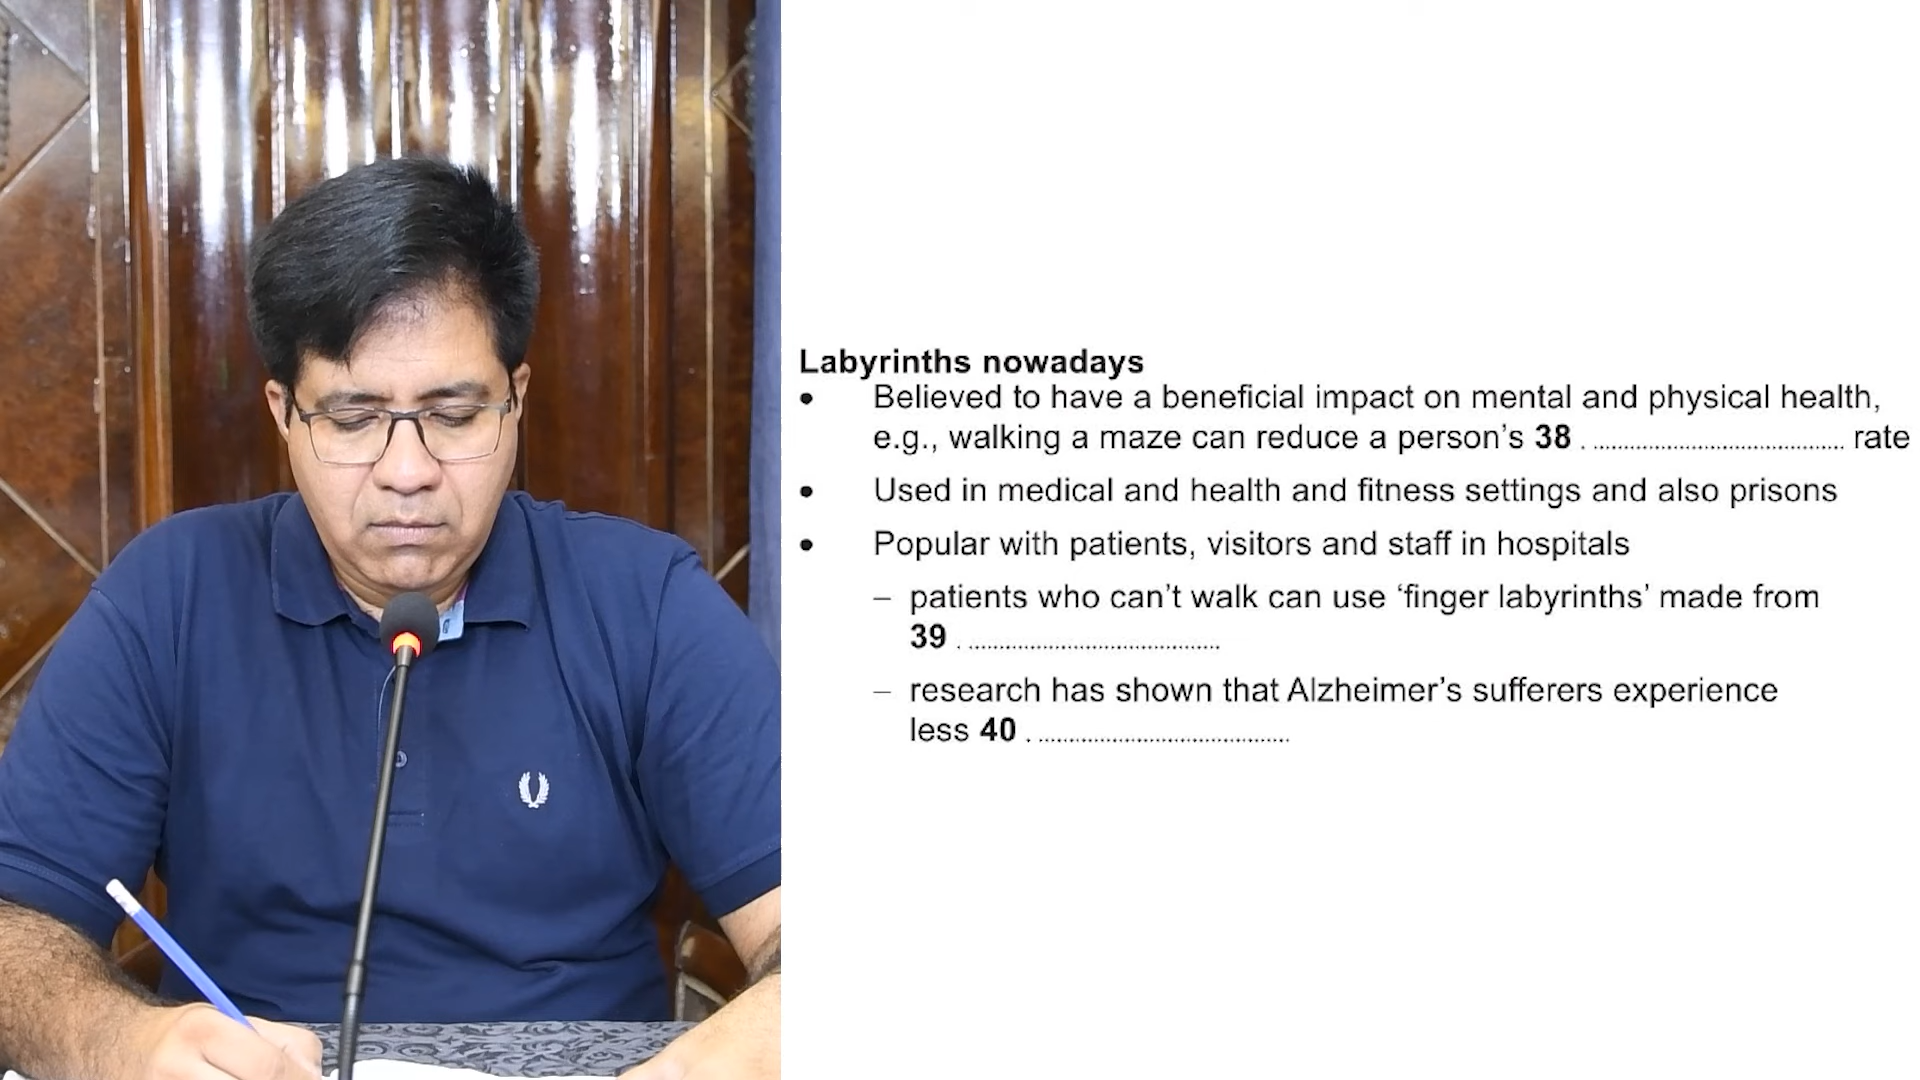 Labyrinths nowadays
• Believed to have a beneficial impact on mental and physical health,
e.g., walking a maze can reduce a person’s 38 . .......................................... rate
• Used in medical and health and fitness settings and also prisons
• Popular with patients, visitors and staff in hospitals
– patients who can’t walk can use ‘finger labyrinths’ made from
39 . ..........................................
– research has shown that Alzheimer’s sufferers experience
less 40 . ..........................................